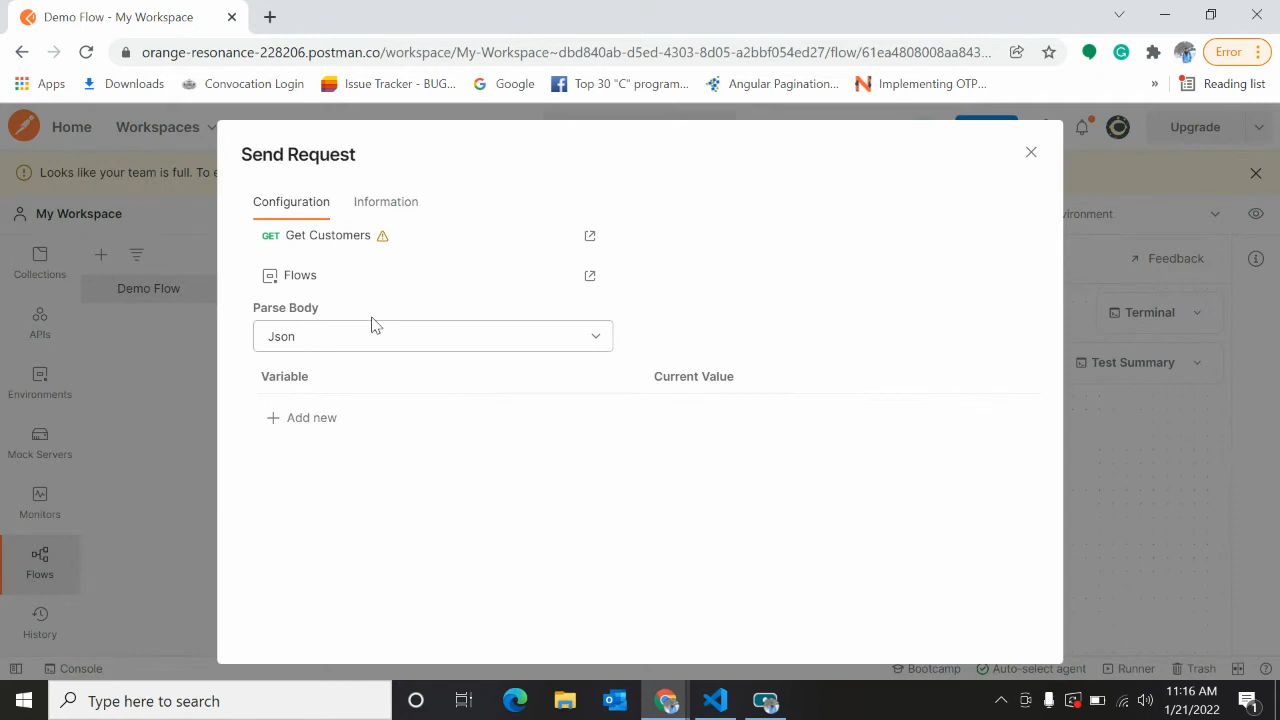 Demo Flow - My Workspace
orange-resonance-228206.postman.co/workspace/My-Workspace~dbd840ab-d5ed-4303-8d05-a2bbf054ed27/flow/61ea4808008aa843...
Error
Apps
Downloads
Convocation Login
Issue Tracker - BUG...
Google
Top 30 "C" program...
Angular Pagination...
Implementing OTP...
»
Reading list
Home
Workspaces
Upgrade
Looks like your team is full. To
My Workspace
Send Request
Configuration
Information
GET Get Customers
Flows
Parse Body
Json
Variable
Current Value
Add new
Collections
APIs
Environments
Mock Servers
Monitors
Flows
History
Demo Flow
ironment
Feedback
Terminal
Test Summary
Console
Bootcamp
Auto-select agent
Runner
Trash
Type here to search
11:16 AM
1/21/2022
1